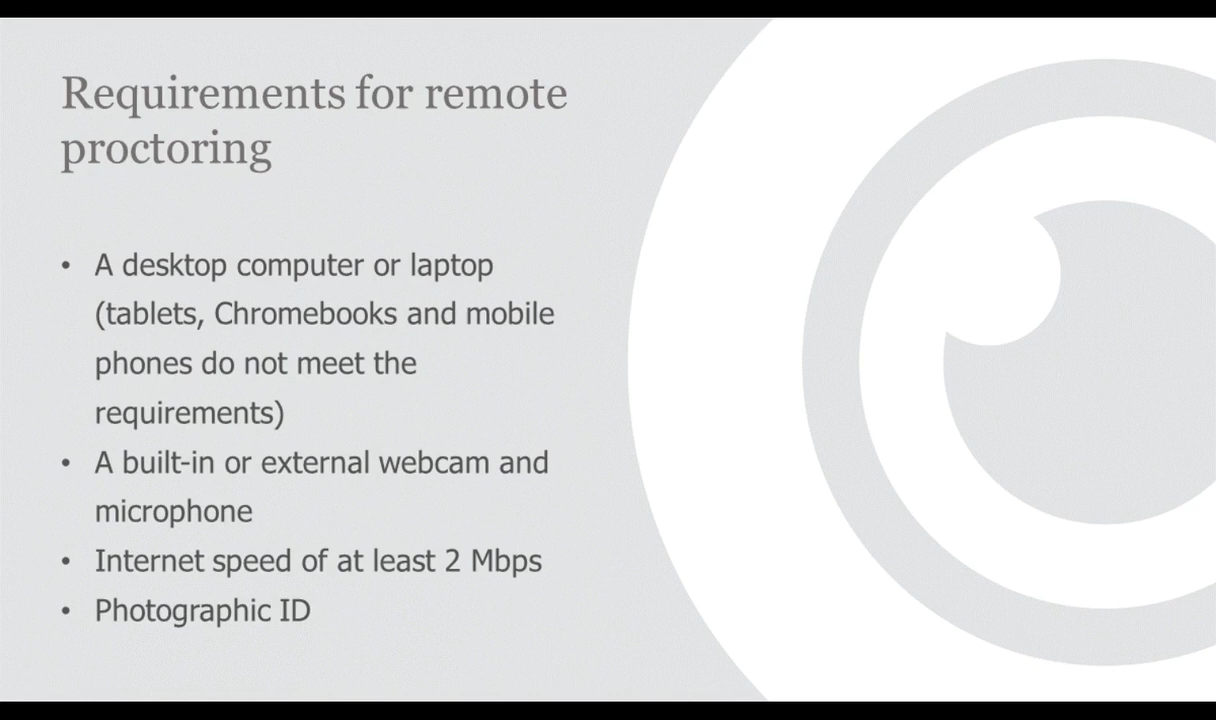 Requirements for remote
proctoring
• A desktop computer or laptop
(tablets, Chromebooks and mobile
phones do not meet the
requirements)
• A built-in or external webcam and
microphone
• Internet speed of at least 2 Mbps
• Photographic ID